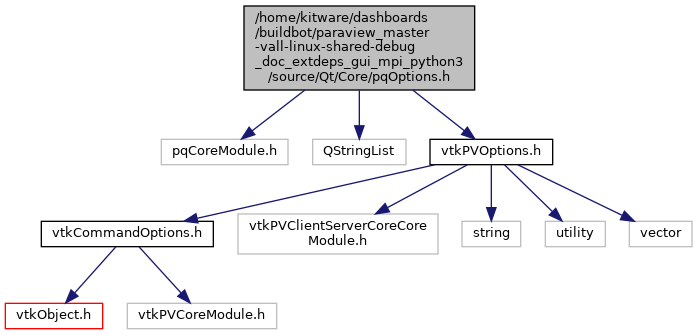 /home/kitware/dashboards
/buildbot/paraview_master
-vall-linux-shared-debug
_doc_extdeps_gui_mpi_python3
/source/Qt/Core/pqOptions.h
pqCoreModule.h
QStringList
vtkPVOptions.h
vtkCommandOptions.h
vtkPVClientServerCoreCore
Module.h
string
utility
vector
vtkObject.h
vtkPVCoreModule.h